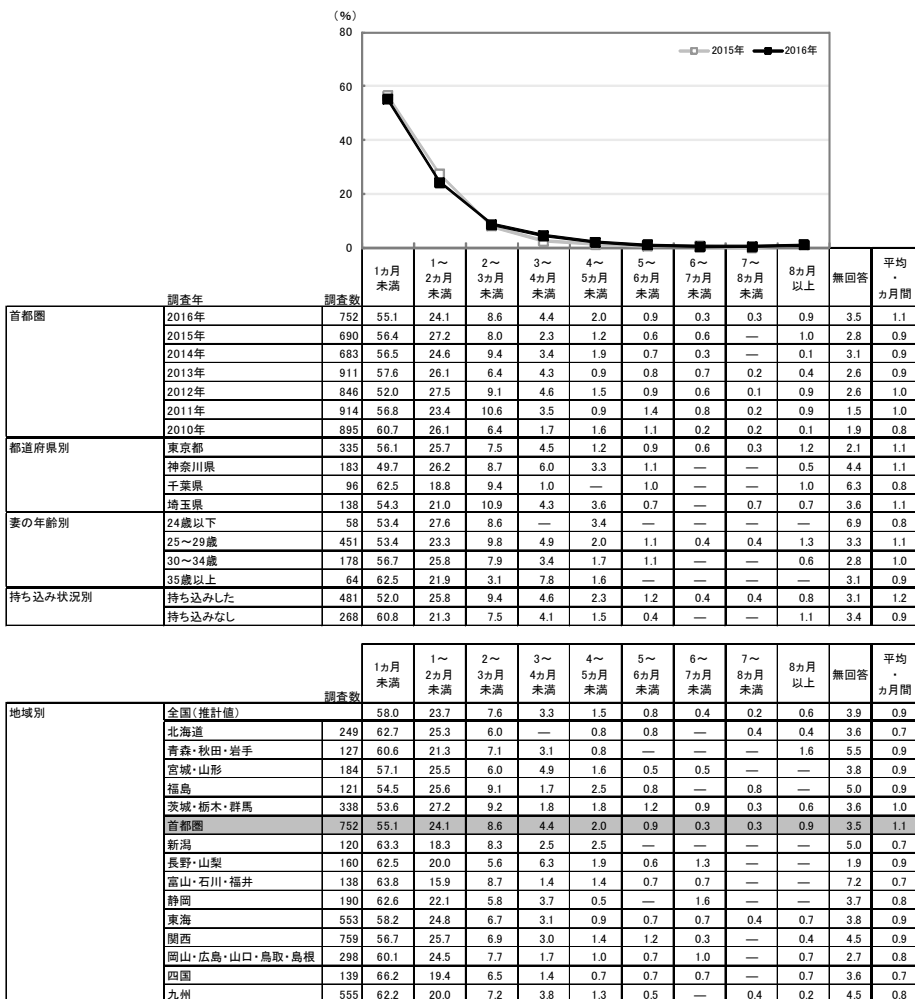 (%)
80
60
40
20
0
2015年 2016年
調査年 調査数 1ヵ月未満 1～2ヵ月未満 2～3ヵ月未満 3～4ヵ月未満 4～5ヵ月未満 5～6ヵ月未満 6～7ヵ月未満 7～8ヵ月未満 8ヵ月以上 無回答 平均・ヵ月間
首都圏 2016年 752 55.1 24.1 8.6 4.4 2.0 0.9 0.3 0.3 0.9 3.5 1.1
2015年 690 56.4 27.2 8.0 2.3 1.2 0.6 0.6 — 1.0 2.8 0.9
2014年 683 56.5 24.6 9.4 3.4 1.9 0.7 0.3 — 0.1 3.1 0.9
2013年 911 57.6 26.1 6.4 4.3 0.9 0.8 0.7 0.2 0.4 2.6 0.9
2012年 846 52.0 27.5 9.1 4.6 1.5 0.9 0.6 0.1 0.9 2.6 1.0
2011年 914 56.8 23.4 10.6 3.5 0.9 1.4 0.8 0.2 0.9 1.5 1.0
2010年 895 60.7 26.1 6.4 1.7 1.6 1.1 0.2 0.2 0.1 1.9 0.8
都道府県別 東京都 335 56.1 25.7 7.5 4.5 1.2 0.9 0.6 0.3 1.2 2.1 1.1
神奈川県 183 49.7 26.2 8.7 6.0 3.3 1.1 — — 0.5 4.4 1.1
千葉県 96 62.5 18.8 9.4 1.0 — 1.0 — — 1.0 6.3 0.8
埼玉県 138 54.3 21.0 10.9 4.3 3.6 0.7 — 0.7 0.7 3.6 1.1
妻の年齢別 24歳以下 58 53.4 27.6 8.6 — 3.4 — — — — 6.9 0.8
25～29歳 451 53.4 23.3 9.8 4.9 2.0 1.1 0.4 0.4 1.3 3.3 1.1
30～34歳 178 56.7 25.8 7.9 3.4 1.7 1.1 — — 0.6 2.8 1.0
35歳以上 64 62.5 21.9 3.1 7.8 1.6 — — — — 3.1 0.9
持ち込み状況別 持ち込みした 481 52.0 25.8 9.4 4.6 2.3 1.2 0.4 0.4 0.8 3.1 1.2
持ち込みなし 268 60.8 21.3 7.5 4.1 1.5 0.4 — — 1.1 3.4 0.9
調査数 1ヵ月未満 1～2ヵ月未満 2～3ヵ月未満 3～4ヵ月未満 4～5ヵ月未満 5～6ヵ月未満 6～7ヵ月未満 7～8ヵ月未満 8ヵ月以上 無回答 平均・ヵ月間
地域別 全国(推計値) 58.0 23.7 7.6 3.3 1.5 0.8 0.4 0.2 0.6 3.9 0.9
北海道 249 62.7 25.3 6.0 — 0.8 0.8 — 0.4 0.4 3.6 0.7
青森・秋田・岩手 127 60.6 21.3 7.1 3.1 0.8 — — — 1.6 5.5 0.9
宮城・山形 184 57.1 25.5 6.0 4.9 1.6 0.5 0.5 — — 3.8 0.9
福島 121 54.5 25.6 9.1 1.7 2.5 0.8 — 0.8 — 5.0 0.9
茨城・栃木・群馬 338 53.6 27.2 9.2 1.8 1.8 1.2 0.9 0.3 0.6 3.6 1.0
首都圏 752 55.1 24.1 8.6 4.4 2.0 0.9 0.3 0.3 0.9 3.5 1.1
新潟 120 63.3 18.3 8.3 2.5 2.5 — — — — 5.0 0.7
長野・山梨 160 62.5 20.0 5.6 6.3 1.9 0.6 1.3 — — 1.9 0.9
富山・石川・福井 138 63.8 15.9 8.7 1.4 1.4 0.7 0.7 — — 7.2 0.7
静岡 190 62.6 22.1 5.8 3.7 0.5 — 1.6 — — 3.7 0.8
東海 553 58.2 24.8 6.7 3.1 0.9 0.7 0.7 0.4 0.7 3.8 0.9
関西 759 56.7 25.7 6.9 3.0 1.4 1.2 0.3 — 0.4 4.5 0.9
岡山・広島・山口・鳥取・島根 298 60.1 24.5 7.7 1.7 1.0 0.7 1.0 — 0.7 2.7 0.8
四国 139 66.2 19.4 6.5 1.4 0.7 0.7 0.7 — 0.7 3.6 0.7
九州 555 62.2 20.0 7.2 3.8 1.3 0.5 — 0.4 0.2 4.5 0.8